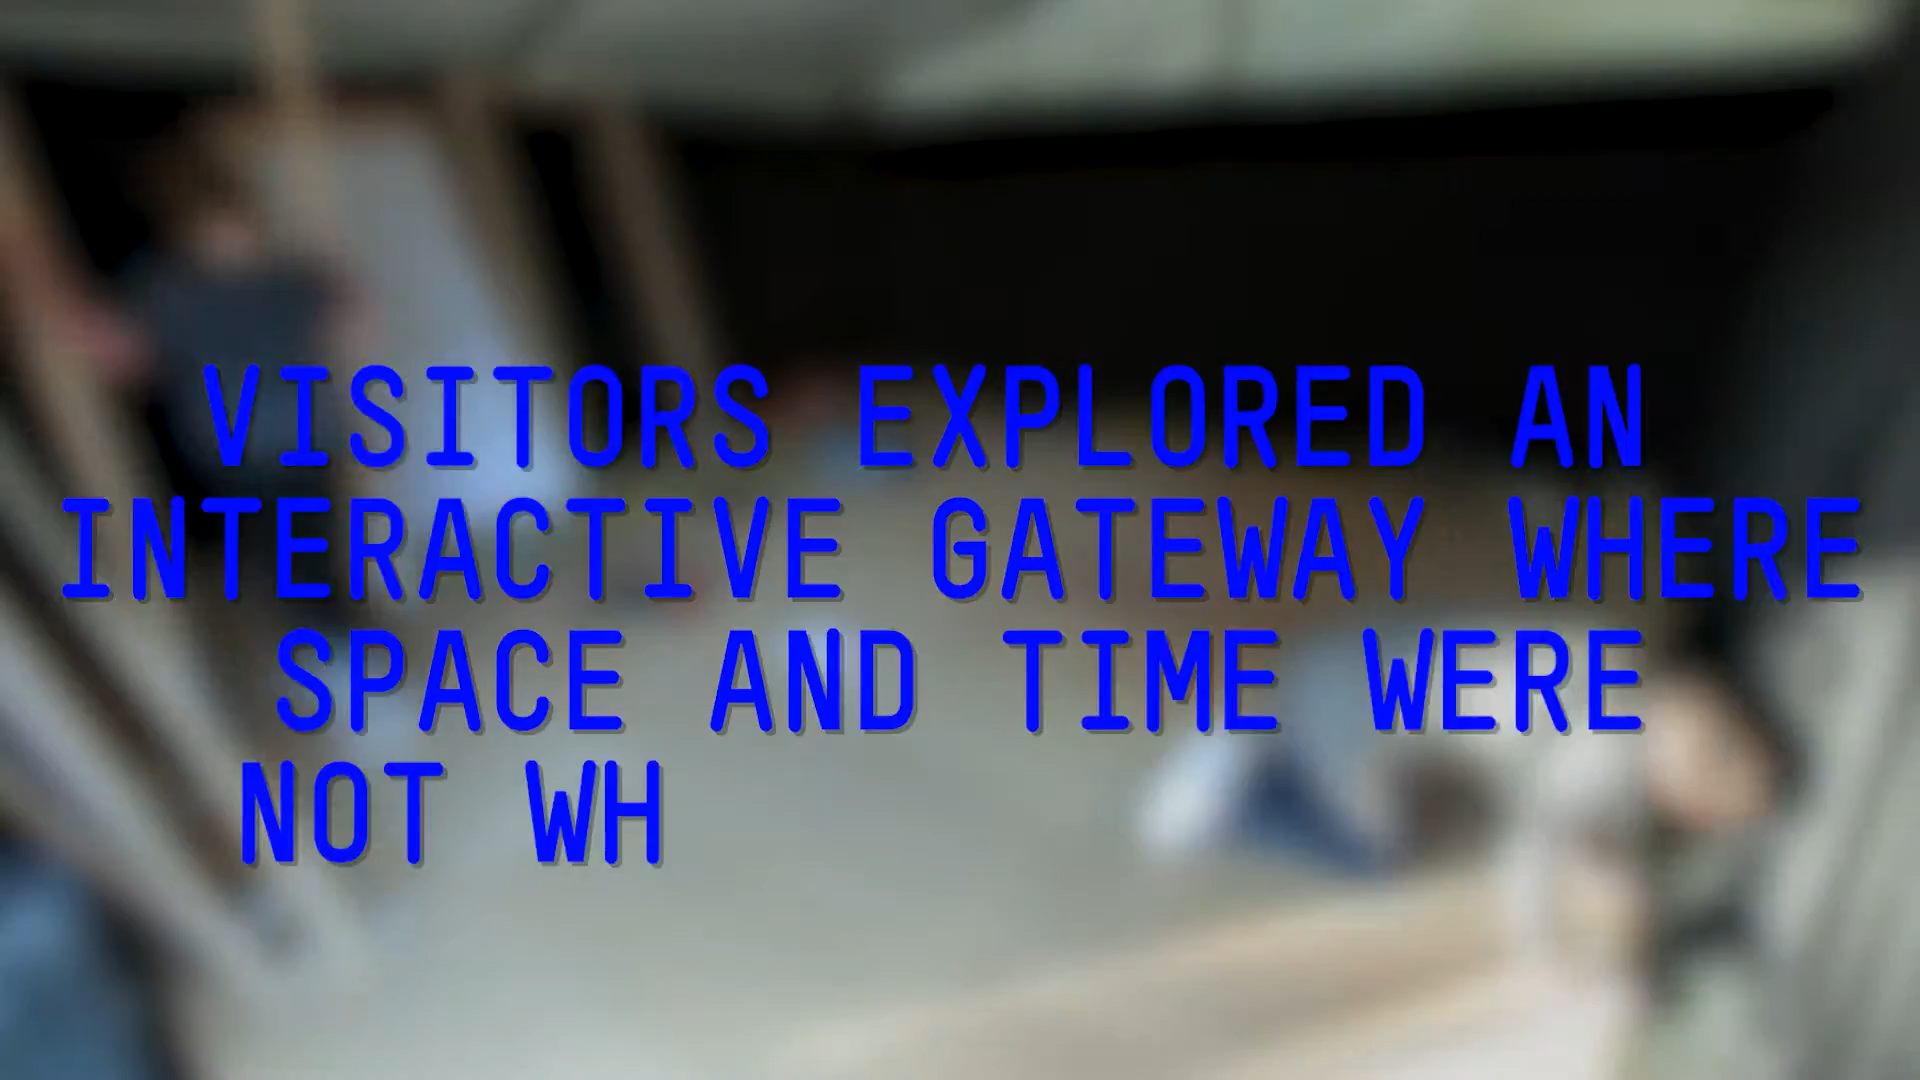 VISITORS EXPLORED AN
INTERACTIVE GATEWAY WHERE
SPACE AND TIME WERE
NOT WH